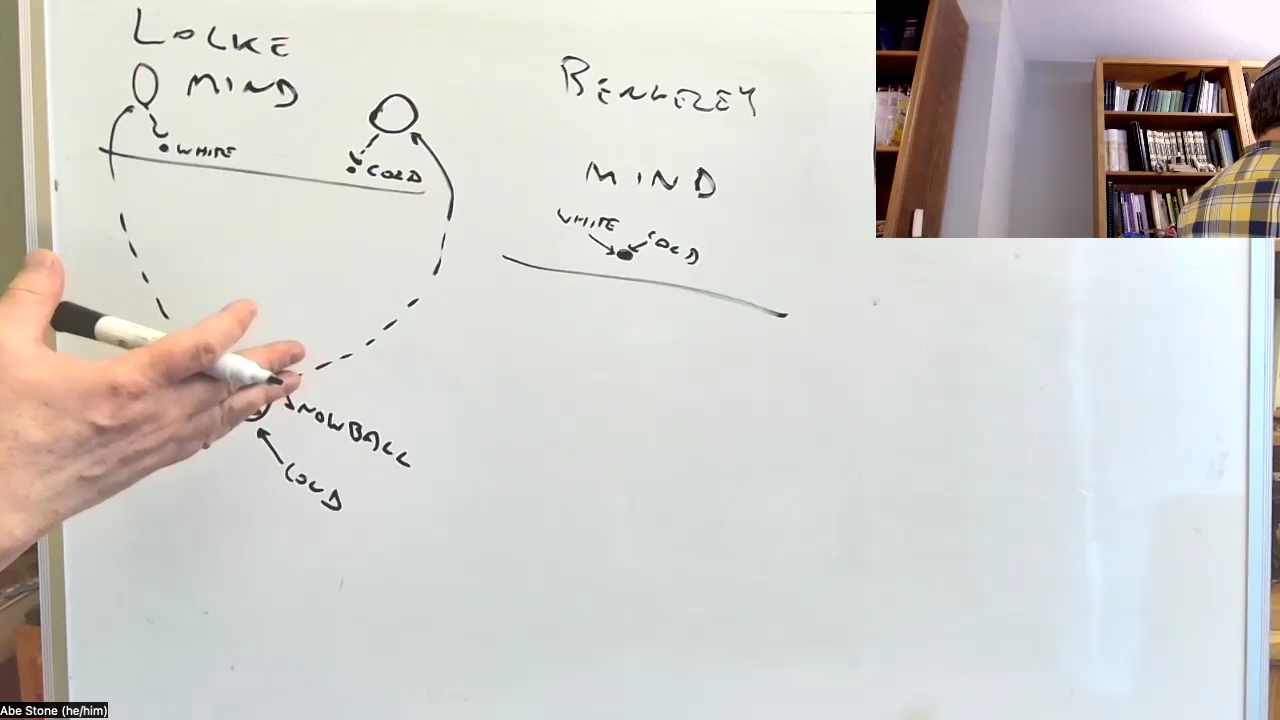 LOCKE
MIND
WHITE
COLD
SNOWBALL
COLD
BERKELEY
MIND
WHITE
COLD
Abe Stone (he/him)